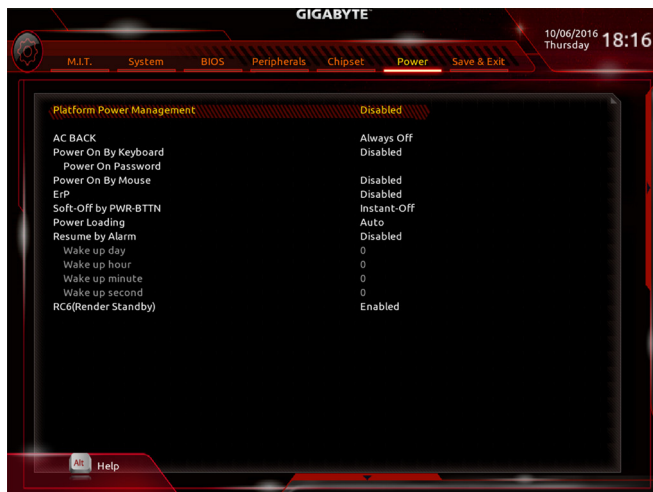 GIGABYTE™
10/06/2016 Thursday 18:16
M.I.T. System BIOS Peripherals Chipset Power Save & Exit
Platform Power Management Disabled
AC BACK Always Off
Power On By Keyboard Disabled
Power On Password
Power On By Mouse Disabled
ErP Disabled
Soft-Off by PWR-BTTN Instant-Off
Power Loading Auto
Resume by Alarm Disabled
Wake up day 0
Wake up hour 0
Wake up minute 0
Wake up second 0
RC6(Render Standby) Enabled
Alt Help